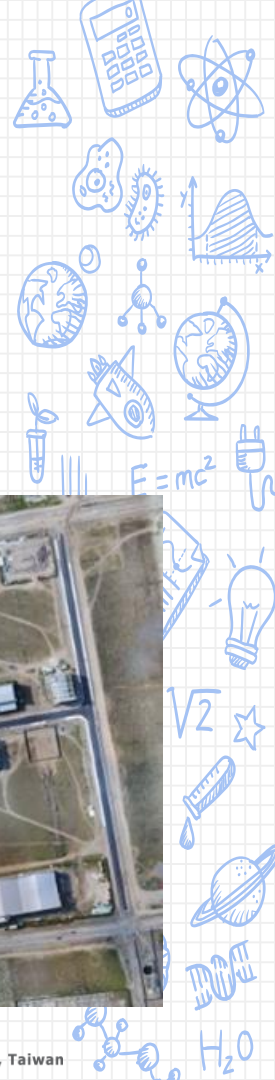 y
x
E=mc²
√2
H₂O
, Taiwan